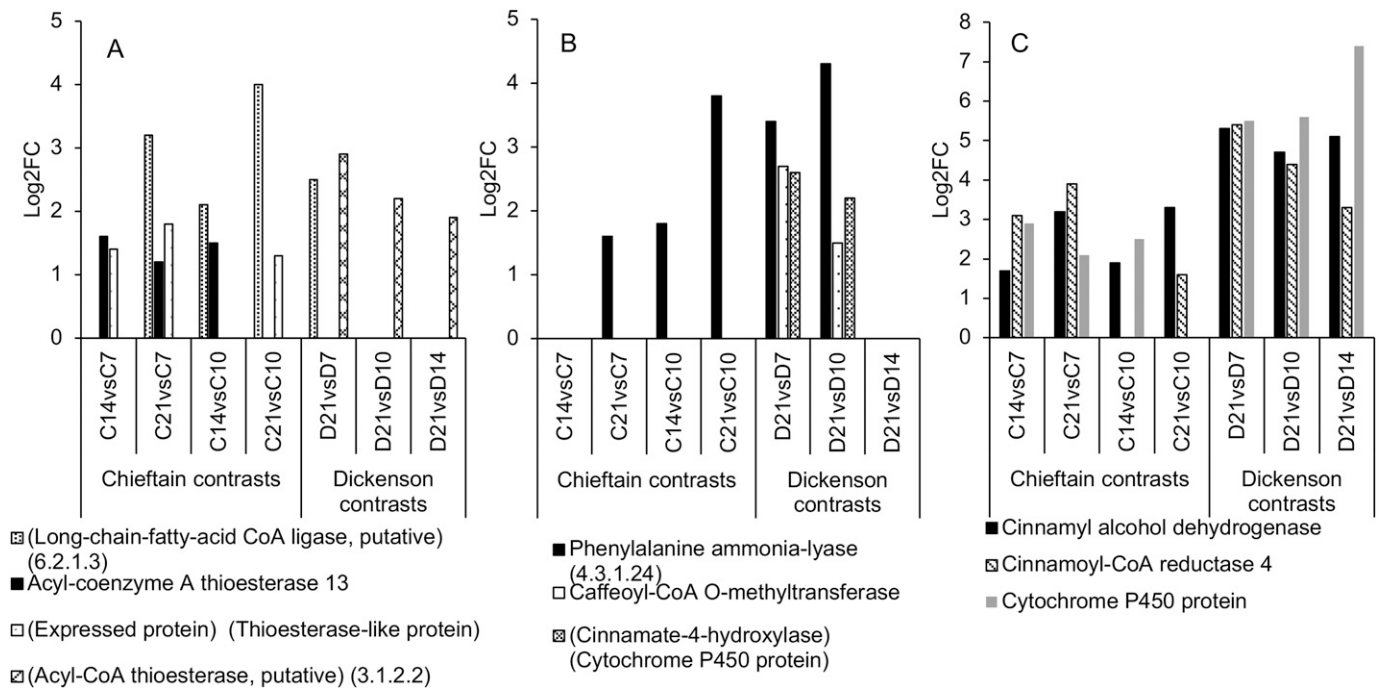 A
5
4
3
2
1
0
Log2FC
C14vsC7
C21vsC7
C14vsC10
C21vsC10
D21vsD7
D21vsD10
D21vsD14
Chieftain contrasts
Dickenson
contrasts
(Long-chain-fatty-acid CoA ligase, putative)
(6.2.1.3)
Acyl-coenzyme A thioesterase 13
(Expressed protein) (Thioesterase-like protein)
(Acyl-CoA thioesterase, putative) (3.1.2.2)
B
5
4
3
2
1
0
Log2FC
C14vsC7
C21vsC7
C14vsC10
C21vsC10
D21vsD7
D21vsD10
D21vsD14
Chieftain contrasts
Dickenson
contrasts
Phenylalanine ammonia-lyase
(4.3.1.24)
Caffeoyl-CoA O-methyltransferase
(Cinnamate-4-hydroxylase)
(Cytochrome P450 protein)
C
8
7
6
5
4
3
2
1
0
Log2FC
C14vsC7
C21vsC7
C14vsC10
C21vsC10
D21vsD7
D21vsD10
D21vsD14
Chieftain contrasts
Dickenson
contrasts
Cinnamyl alcohol dehydrogenase
Cinnamoyl-CoA reductase 4
Cytochrome P450 protein